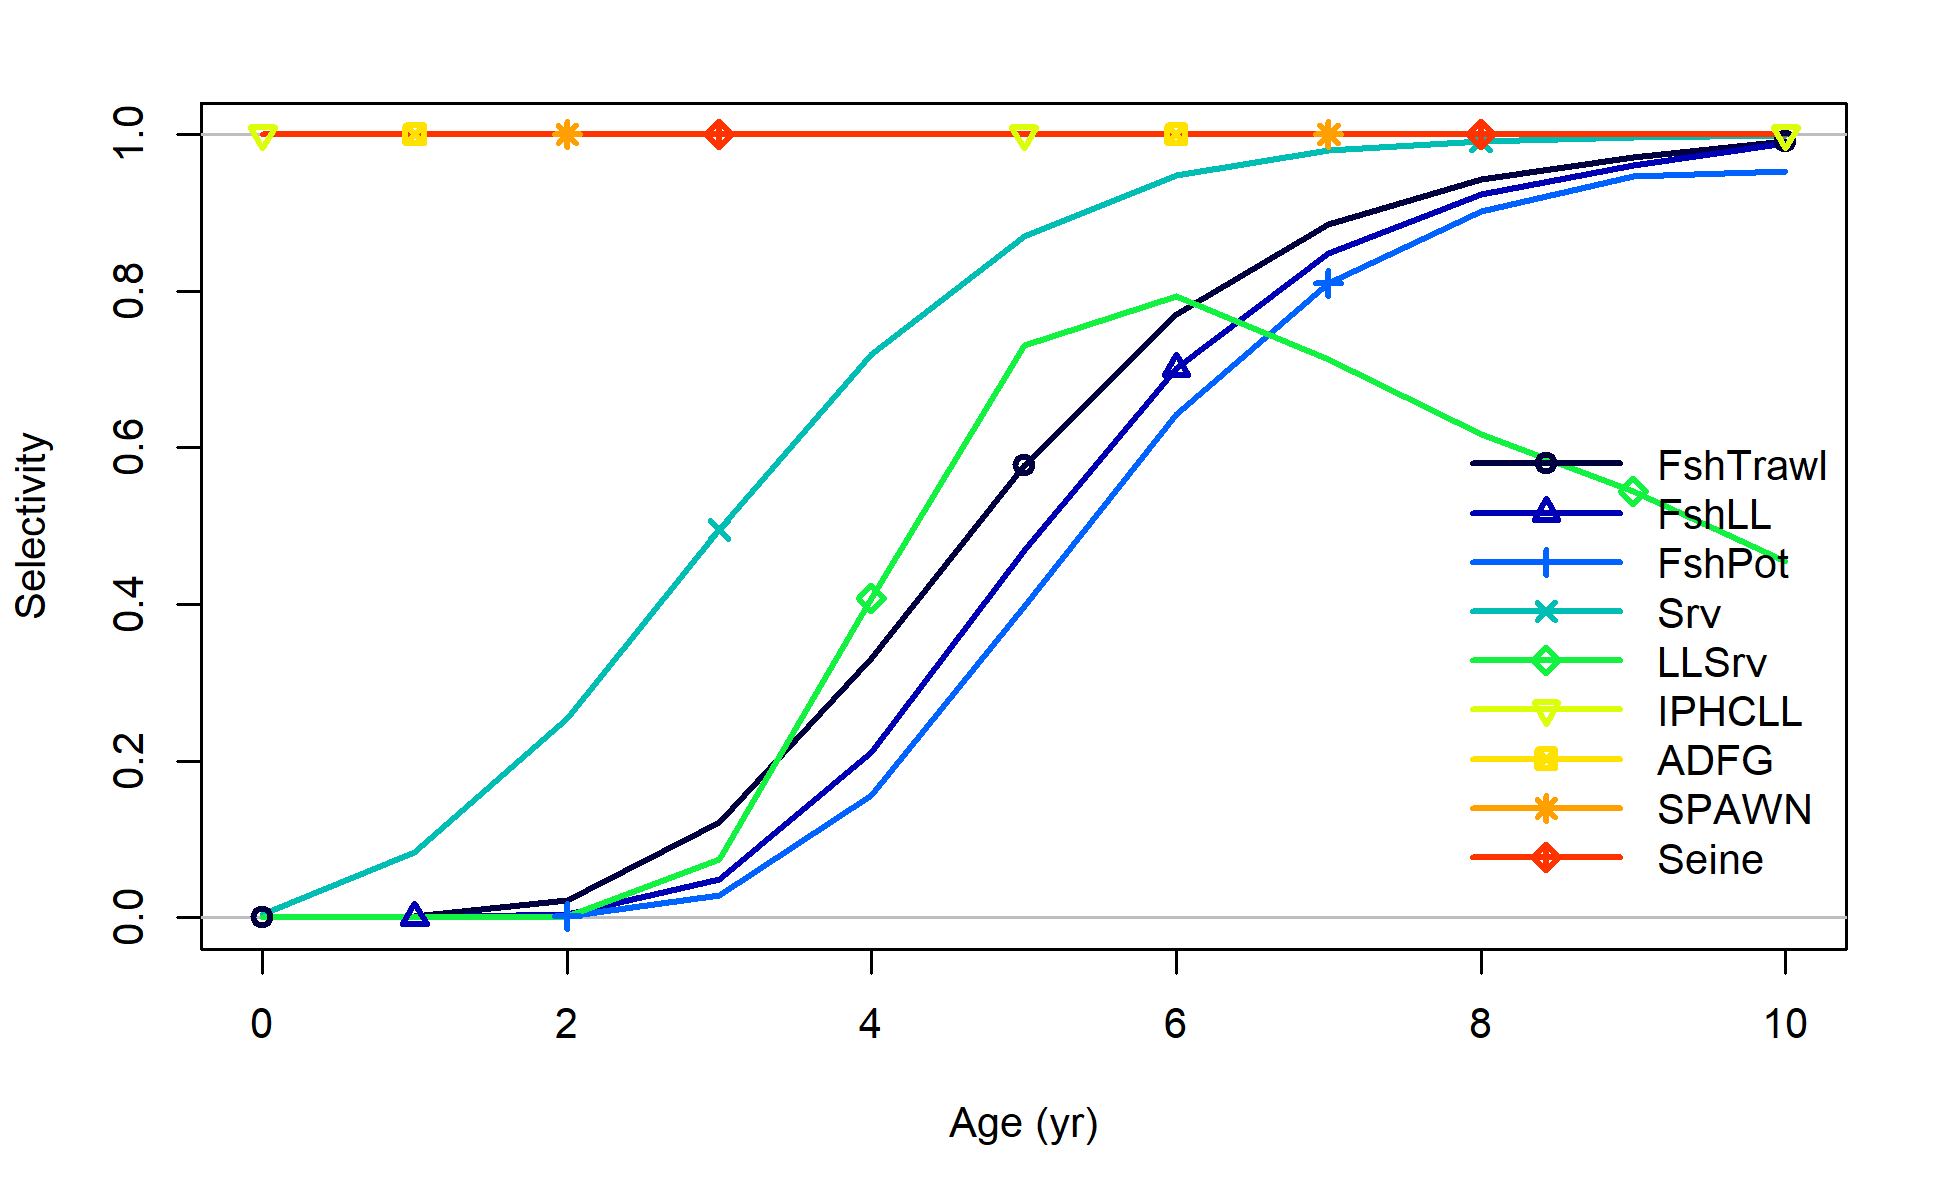 Selectivity
1.0
0.8
0.6
0.4
0.2
0.0
FshTrawl
FshLL
FshPot
Srv
LLSrv
IPHCLL
ADFG
SPAWN
Seine
0 2 4 6 8 10
Age (yr)